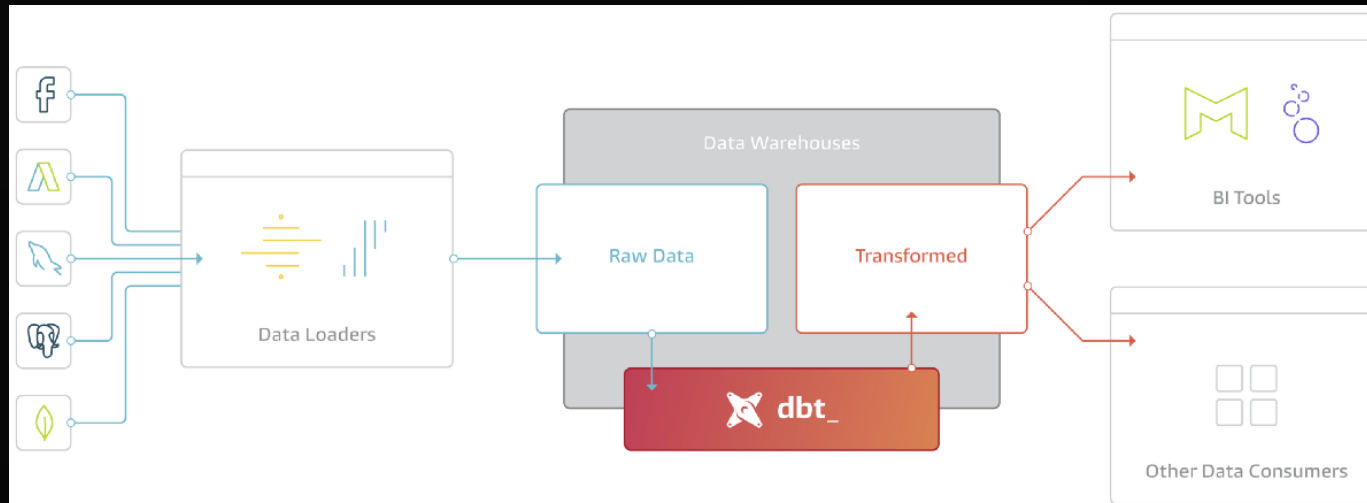 Data Loaders
Data Warehouses
Raw Data
Transformed
dbt_
BI Tools
Other Data Consumers